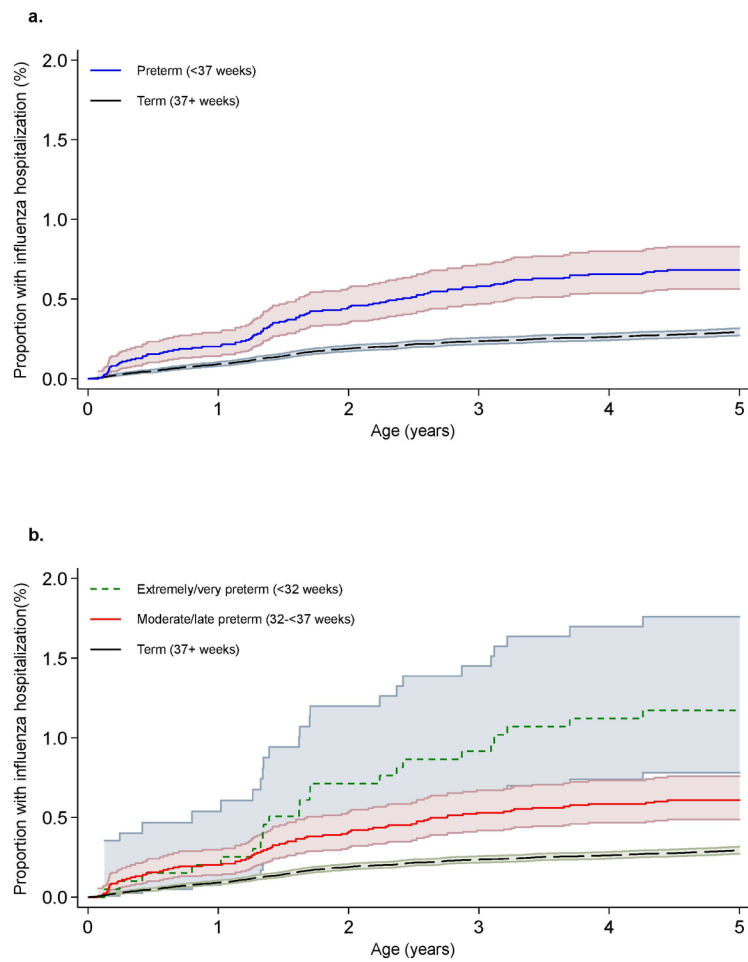 a.
Proportion with influenza hospitalization (%)
2.0
1.5
1.0
0.5
0.0
Preterm (<37 weeks)
Term (37+ weeks)
0 1 2 3 4 5
Age (years)
b.
Proportion with influenza hospitalization(%)
2.0
1.5
1.0
0.5
0.0
Extremely/very preterm (<32 weeks)
Moderate/late preterm (32-<37 weeks)
Term (37+ weeks)
0 1 2 3 4 5
Age (years)